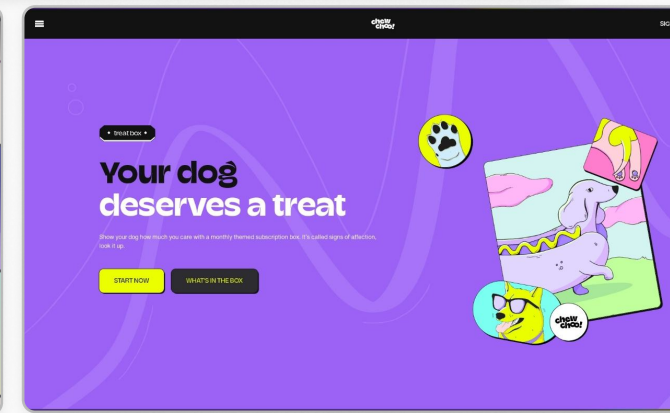 chew
choo!
SIG
• treat box •
Your dog
deserves a treat
Show your dog how much you care with a monthly themed subscription box. It's called signs of affection,
look it up.
START NOW
WHAT'S IN THE BOX
chew
choo!